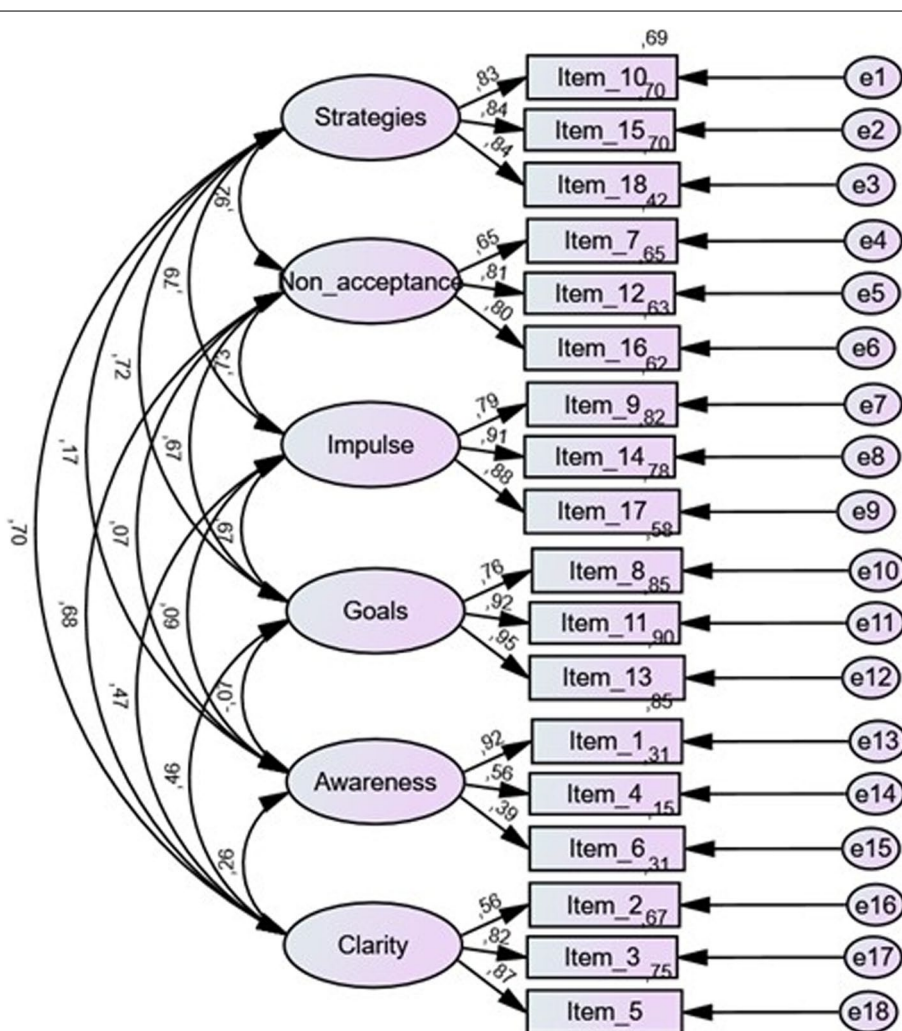 ,69
,83
Item_10
e1
Strategies
,70
,84
Item_15
e2
,70
,84
Item_18
e3
,92
,42
,65
Item_7
e4
,79
Non_acceptance
,65
,81
Item_12
e5
,63
,80
Item_16
e6
,72
,73
,62
,79
Item_9
e7
,17
Impulse
,82
,91
Item_14
e8
,78
,88
Item_17
e9
,70
,07
,58
,76
Item_8
e10
,68
Goals
,85
,92
Item_11
e11
,90
,95
Item_13
e12
,47
-,07
,85
,92
Item_1
e13
,46
Awareness
,31
,56
Item_4
e14
,15
,39
Item_6
e15
,26
,31
,56
Item_2
e16
Clarity
,67
,82
Item_3
e17
,75
,87
Item_5
e18